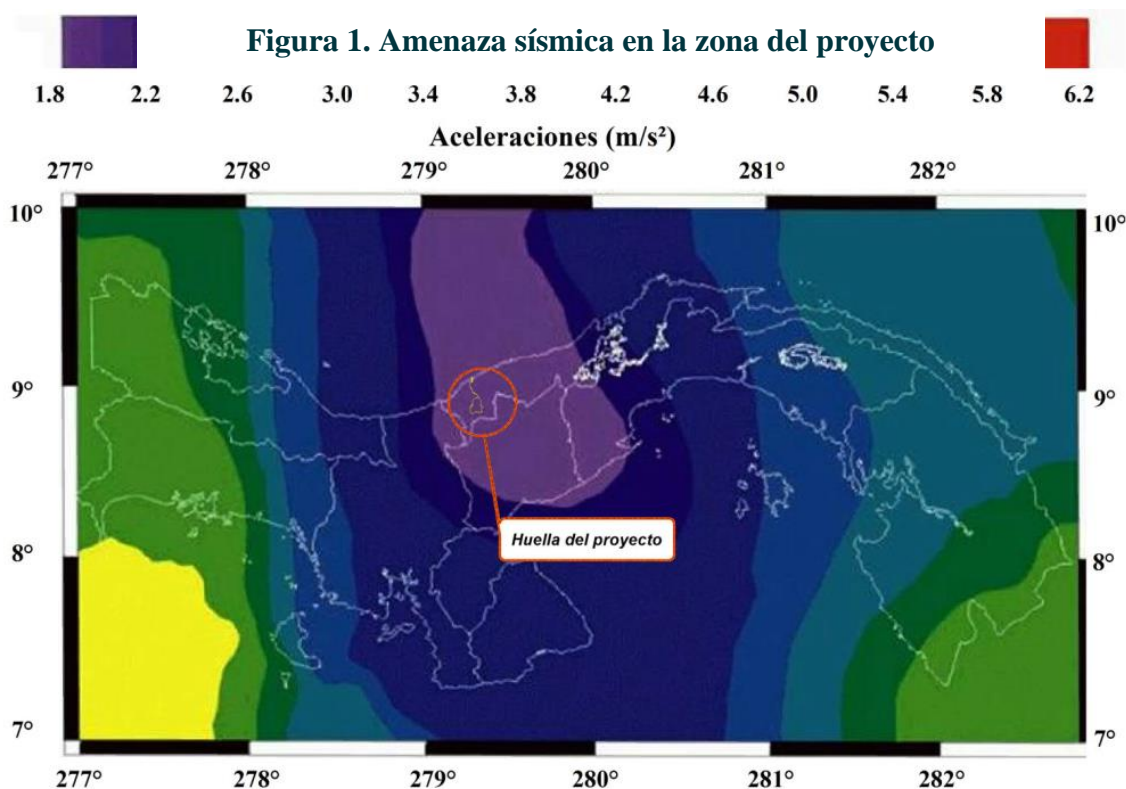 Figura 1. Amenaza sísmica en la zona del proyecto
1.8 2.2 2.6 3.0 3.4 3.8 4.2 4.6 5.0 5.4 5.8 6.2
Aceleraciones (m/s²)
277° 278° 279° 280° 281° 282°
10° 10°
9° 9°
Huella del proyecto
8° 8°
7° 7°
277° 278° 279° 280° 281° 282°